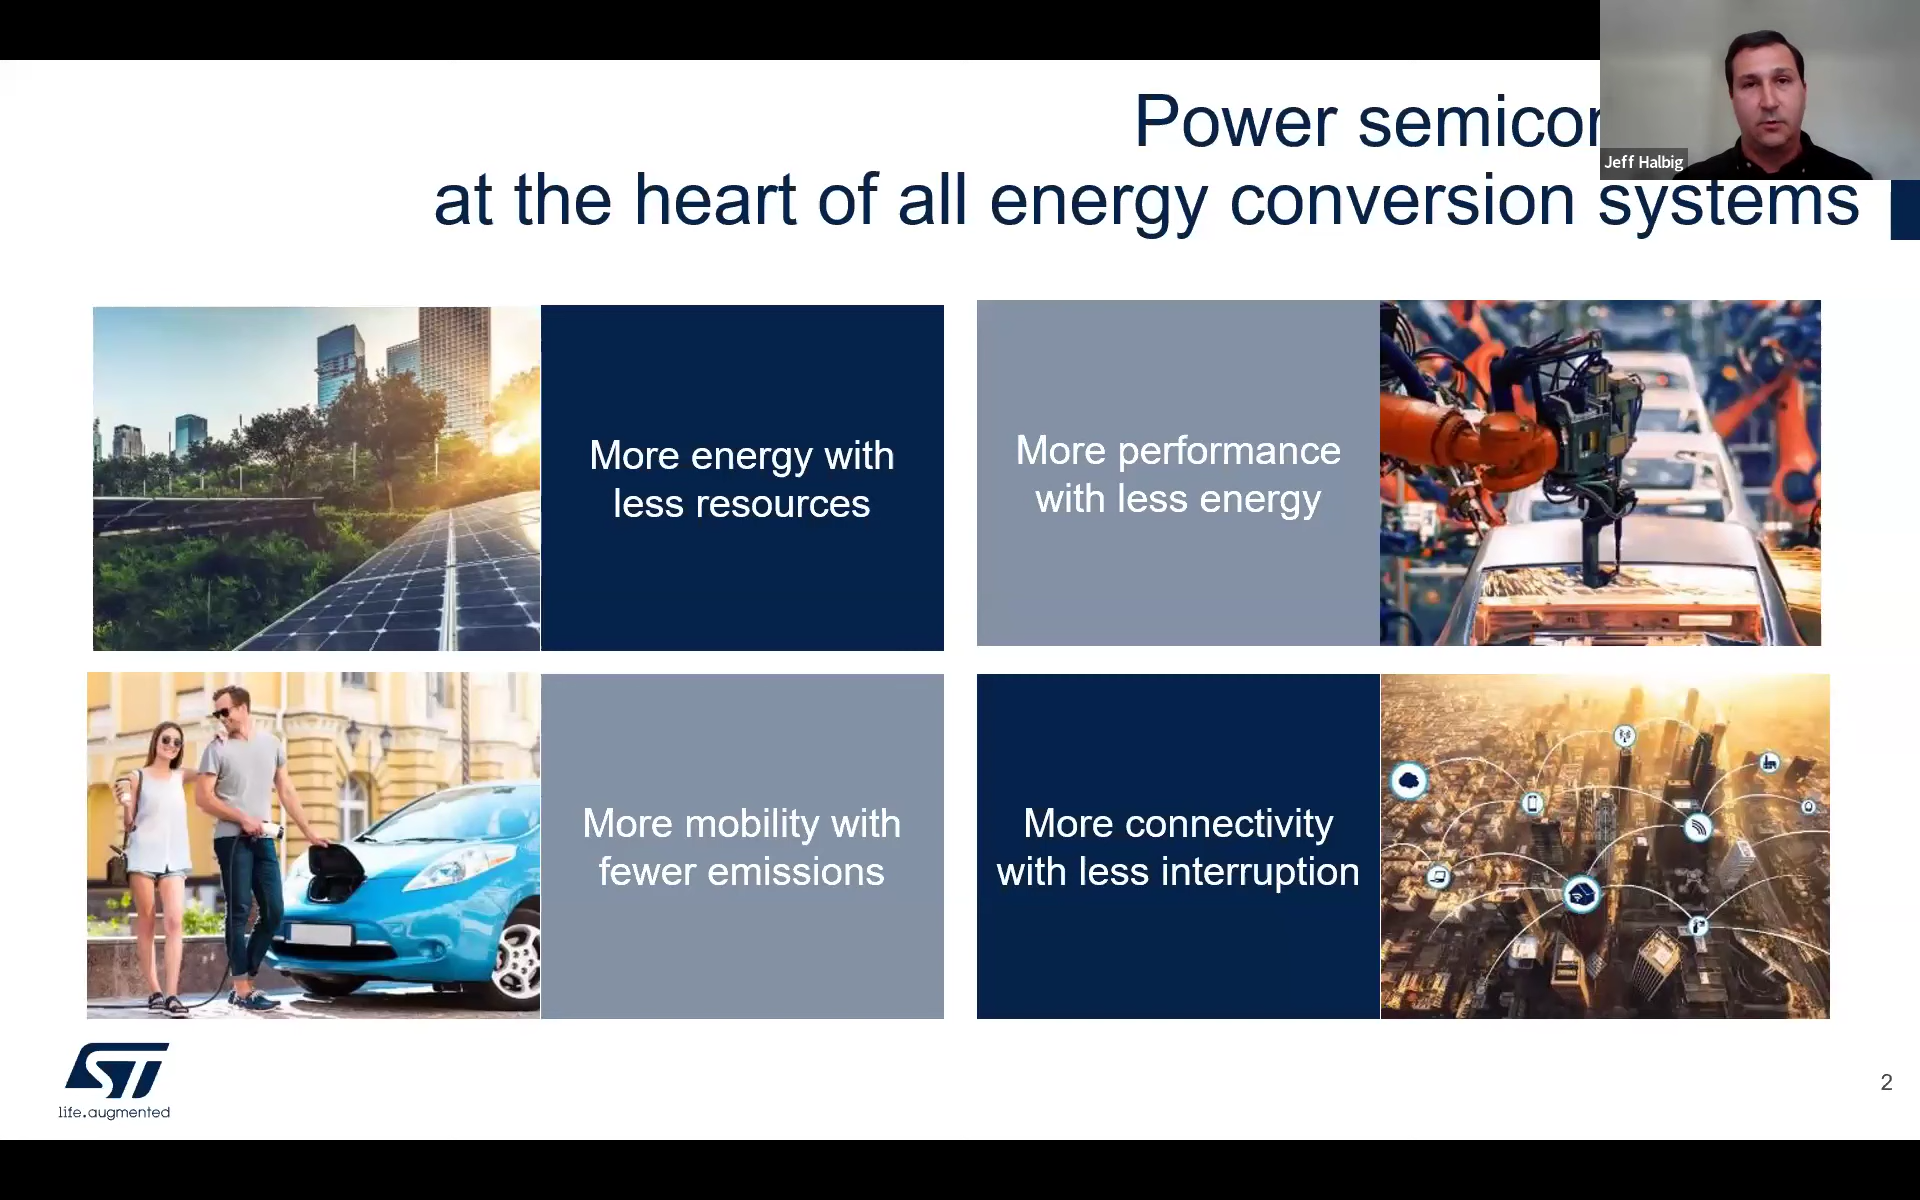 Power semicon
Jeff Halbig
at the heart of all energy conversion systems
More energy with
less resources
More performance
with less energy
More mobility with
fewer emissions
More connectivity
with less interruption
ST
life.augmented
2